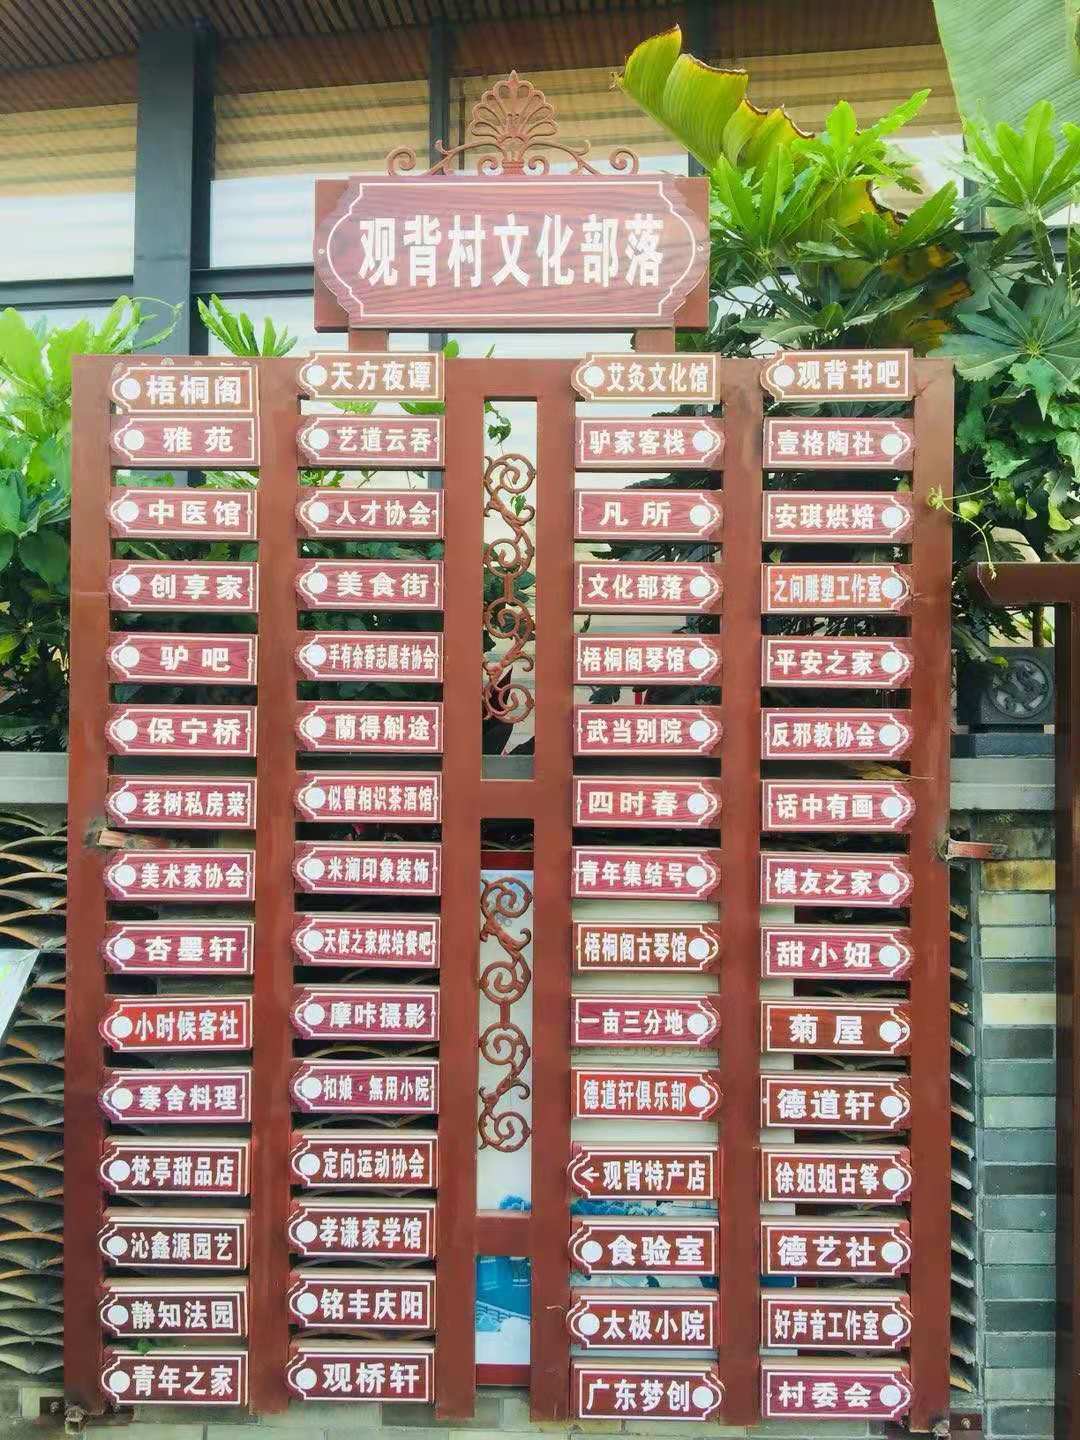 观背村文化部落
梧桐阁
雅苑
中医馆
创享家
驴吧
保宁桥
老树私房菜
美术家协会
杏墨轩
小时候客社
寒舍料理
梵亭甜品店
沁鑫源园艺
静知法园
青年之家
天方夜谭
艺道云吞
人才协会
美食街
手有余香志愿者协会
蘭得斛途
似曾相识茶酒馆
米澜印象装饰
天使之家烘培餐吧
摩咔摄影
扣娘·無用小院
定向运动协会
孝谦家学馆
铭丰庆阳
观桥轩
艾灸文化馆
驴家客栈
凡所
文化部落
梧桐阁琴馆
武当别院
四时春
青年集结号
梧桐阁古琴馆
一亩三分地
德道轩俱乐部
←观背特产店
食验室
太极小院
广东梦创
观背书吧
壹格陶社
安琪烘焙
之间雕塑工作室
平安之家
反邪教协会
话中有画
模友之家
甜小妞
菊屋
德道轩
徐姐姐古筝
德艺社
好声音工作室
村委会